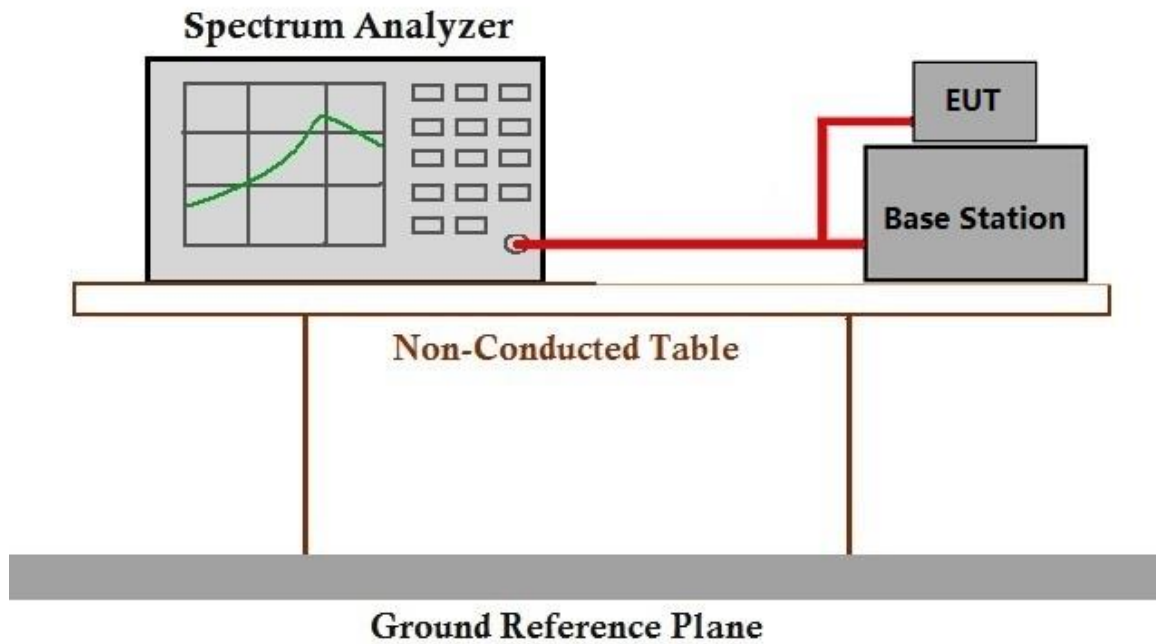 Spectrum Analyzer
EUT
Base Station
Non-Conducted Table
Ground Reference Plane